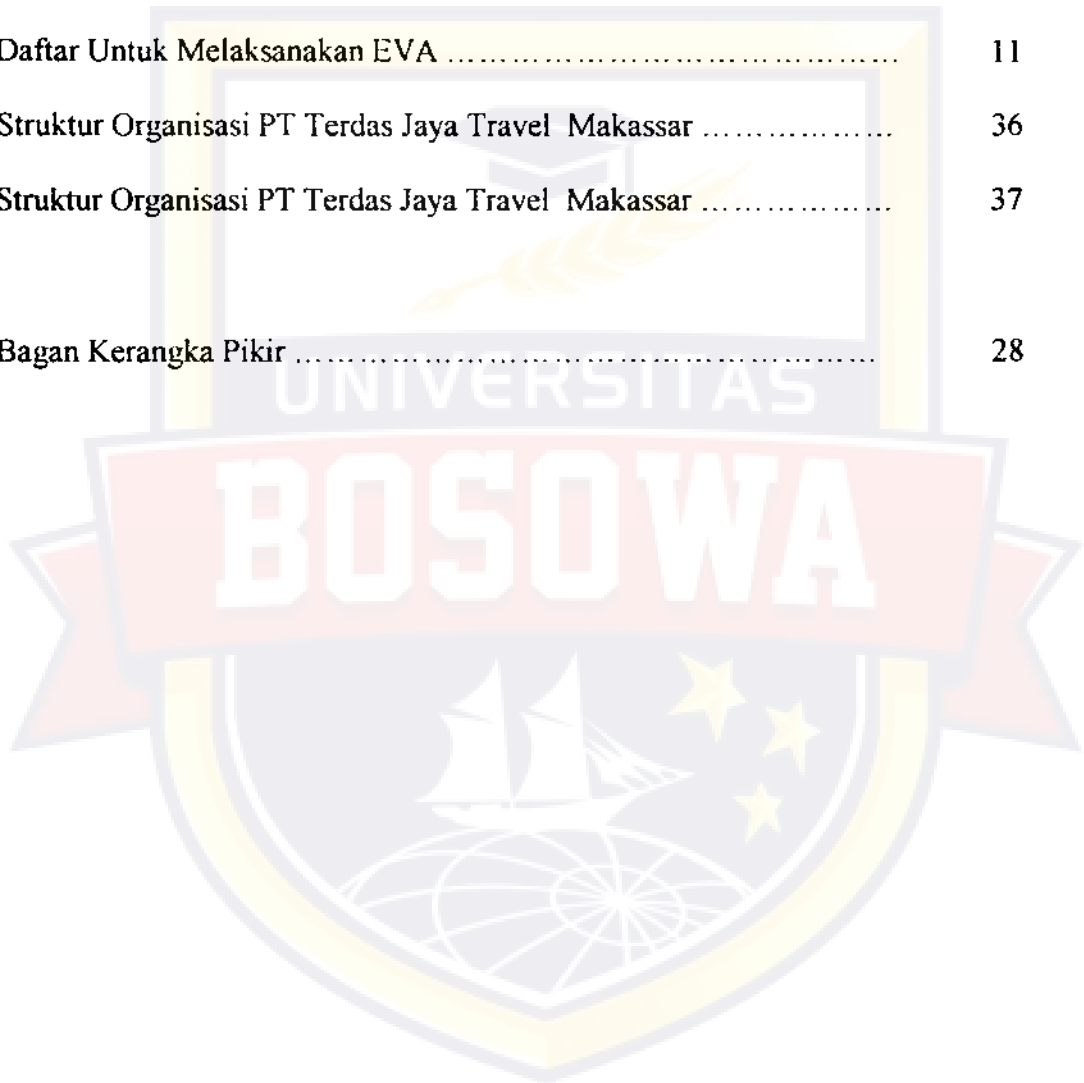 Daftar Untuk Melaksanakan EVA ........................................ 11
Struktur Organisasi PT Terdas Jaya Travel Makassar .................. 36
Struktur Organisasi PT Terdas Jaya Travel Makassar .................. 37
Bagan Kerangka Pikir ..................................................... 28
UNIVERSITAS
BOSOWA